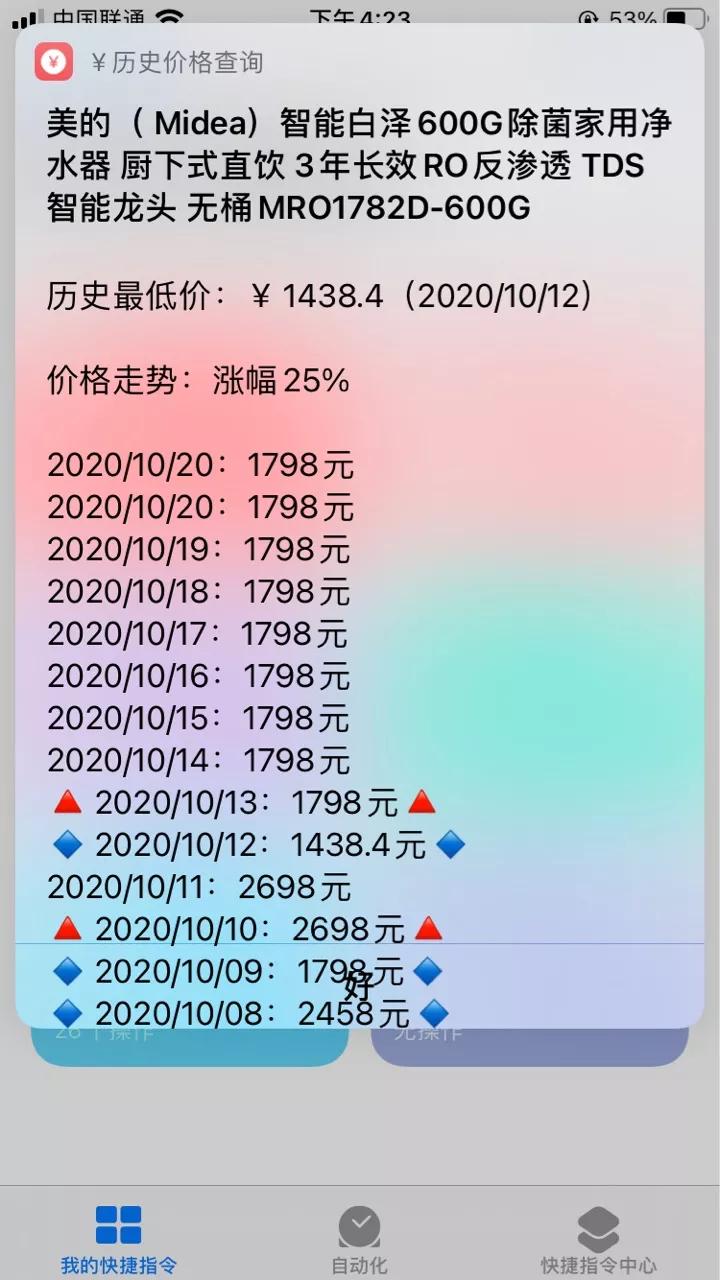 中国联通
下午4:23
53%
¥历史价格查询
美的（ Midea）智能白泽600G除菌家用净
水器 厨下式直饮 3年长效RO反渗透 TDS
智能龙头 无桶MRO1782D-600G
历史最低价：￥ 1438.4（2020/10/12）
价格走势：涨幅25%
2020/10/20：1798元
2020/10/20：1798元
2020/10/19：1798元
2020/10/18：1798元
2020/10/17：1798元
2020/10/16：1798元
2020/10/15：1798元
2020/10/14：1798元
🔺2020/10/13：1798元🔺
🔷2020/10/12：1438.4元🔷
2020/10/11：2698元
🔺2020/10/10：2698元🔺
🔷2020/10/09：1798元🔷
好
🔷2020/10/08：2458元🔷
26个操作
无操作
我的快捷指令
自动化
快捷指令中心